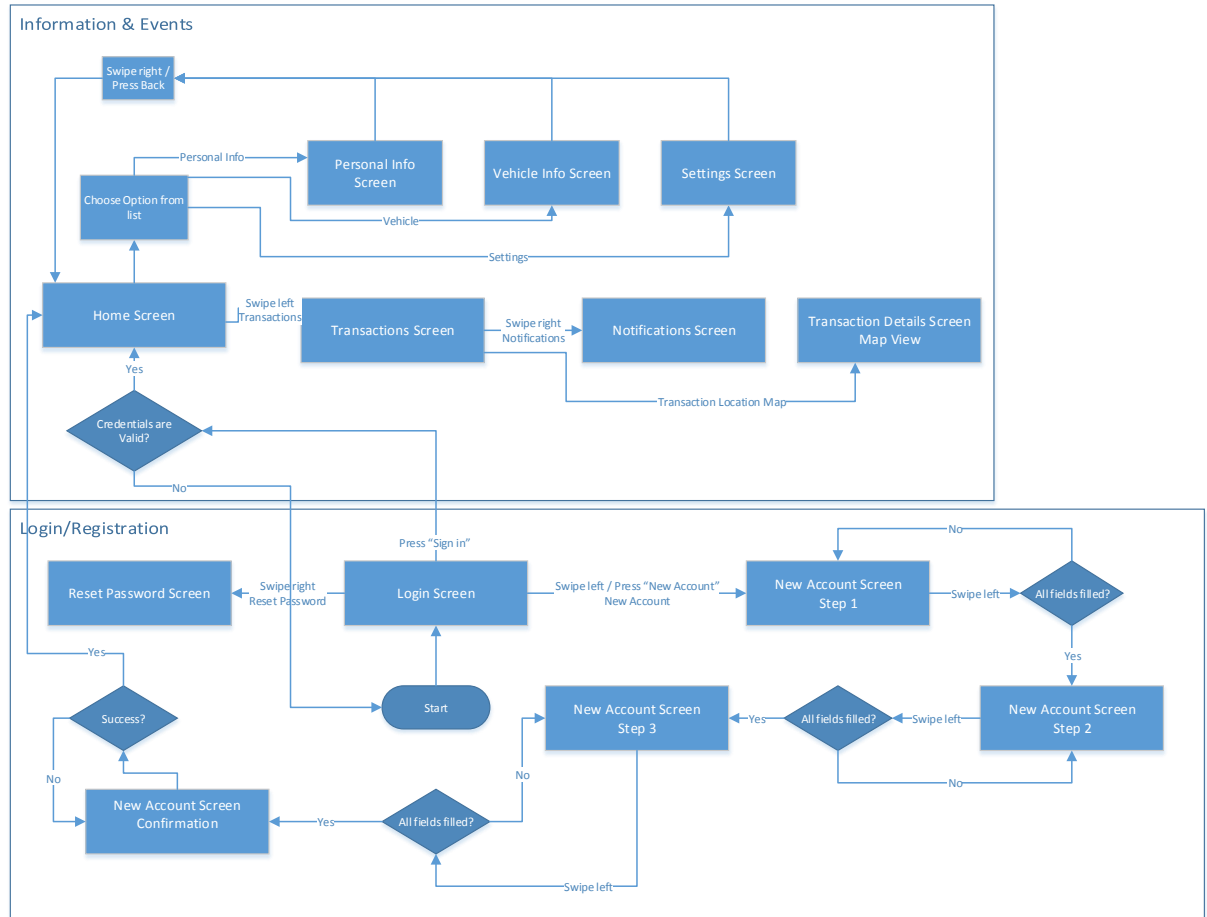 Information & Events
Swipe right /
Press Back
Personal Info
Personal Info
Screen
Vehicle Info Screen
Settings Screen
Choose Option from
list
Vehicle
Settings
Home Screen
Swipe left
Transactions
Transactions Screen
Swipe right
Notifications
Notifications Screen
Transaction Details Screen
Map View
Yes
Transaction Location Map
Credentials are
Valid?
No
Login/Registration
Press “Sign in”
No
Reset Password Screen
Swipe right
Reset Password
Login Screen
Swipe left / Press “New Account”
New Account
New Account Screen
Step 1
Swipe left
All fields filled?
Yes
Yes
Success?
Start
New Account Screen
Step 3
Yes
All fields filled?
Swipe left
New Account Screen
Step 2
No
No
No
New Account Screen
Confirmation
Yes
All fields filled?
Swipe left